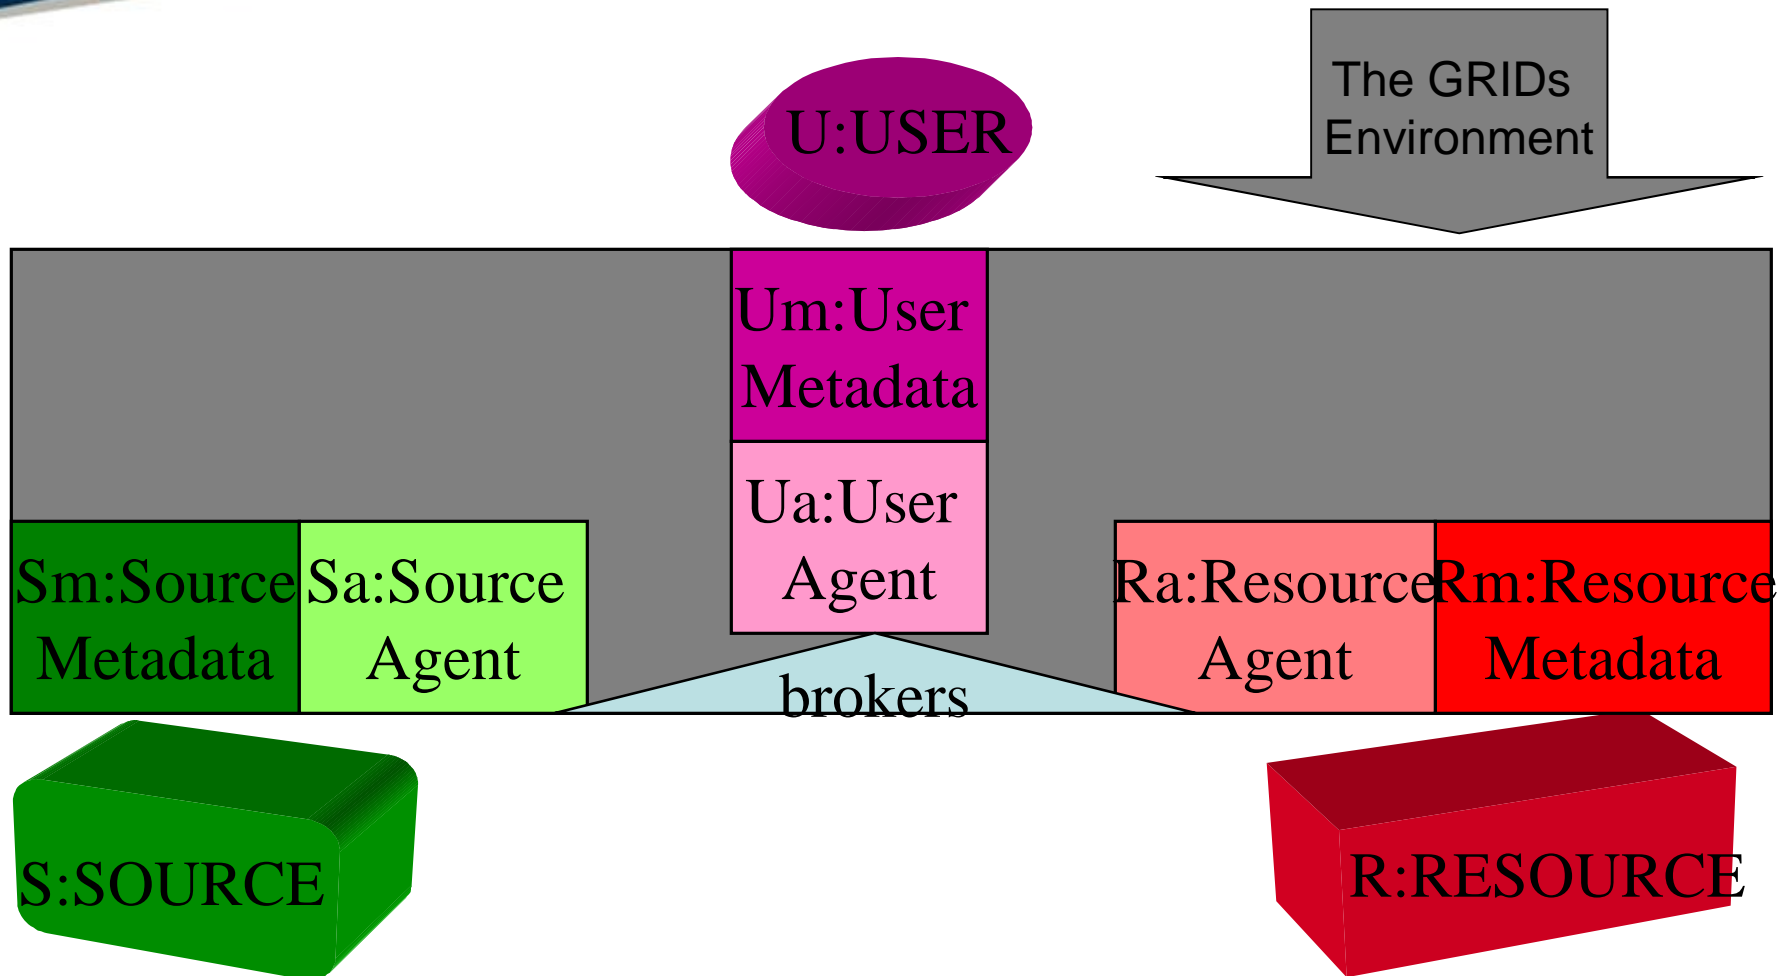 The GRIDs
Environment
U:USER
Um:User
Metadata
Ua:User
Agent
Sm:Source
Metadata
Sa:Source
Agent
Ra:Resource
Agent
Rm:Resource
Metadata
brokers
S:SOURCE
R:RESOURCE